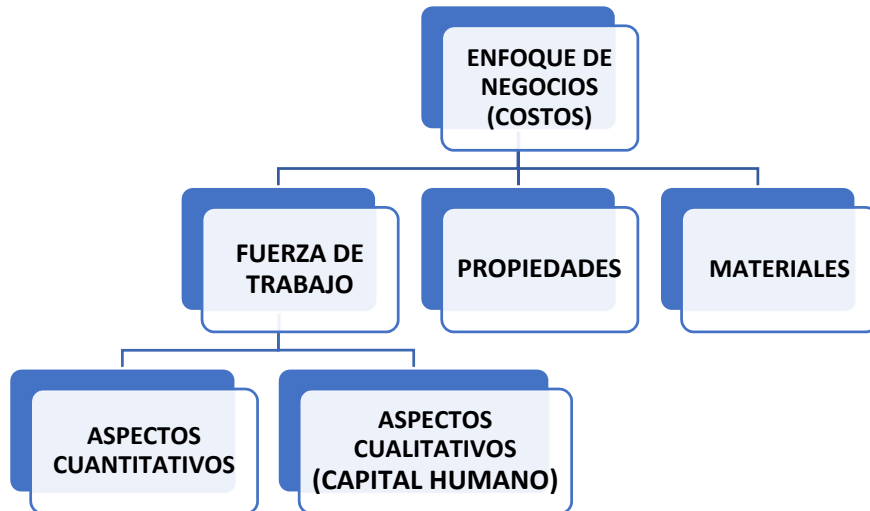 ENFOQUE DE
NEGOCIOS
(COSTOS)
FUERZA DE
TRABAJO
PROPIEDADES
MATERIALES
ASPECTOS
CUANTITATIVOS
ASPECTOS
CUALITATIVOS
(CAPITAL HUMANO)